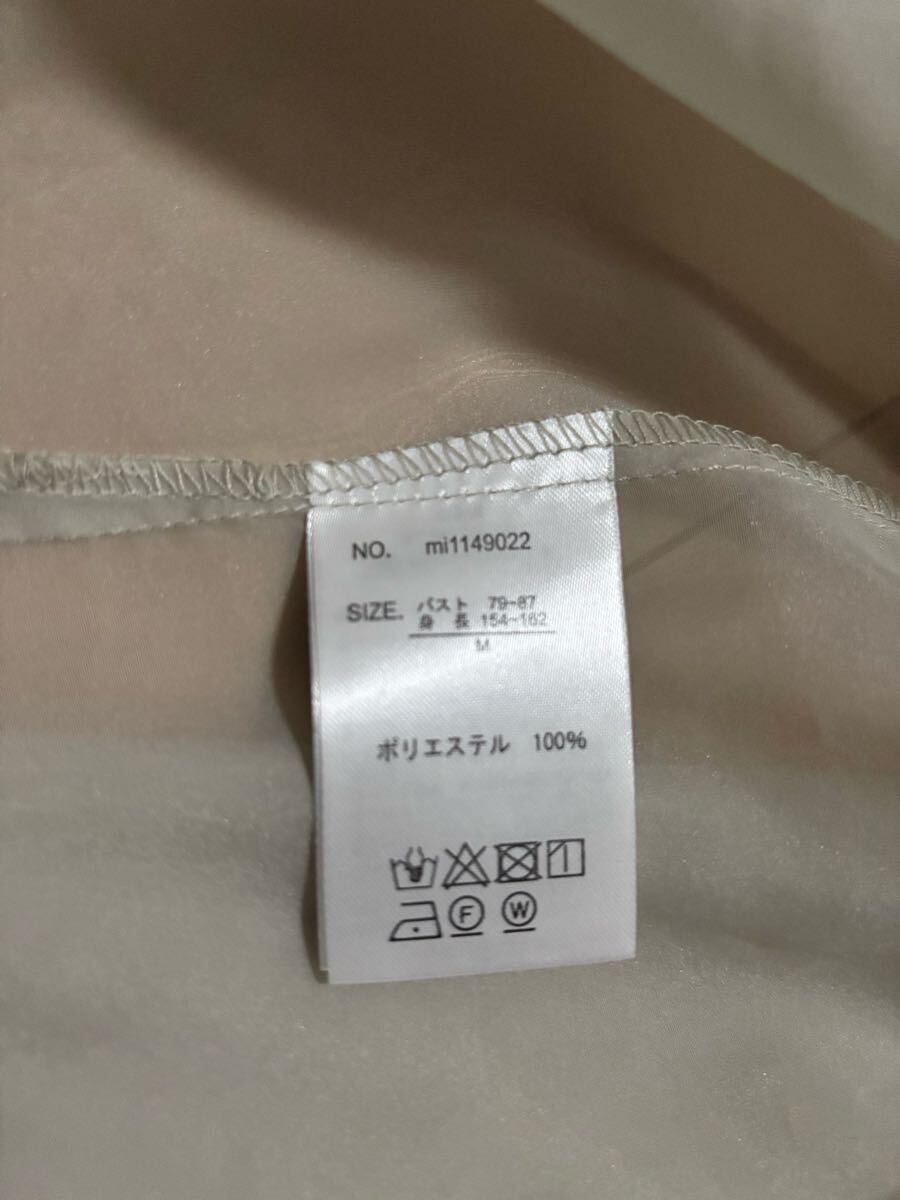 NO. mi1149022
SIZE. バスト 79-87
身 長 154-162
M
ポリエステル 100%
F W